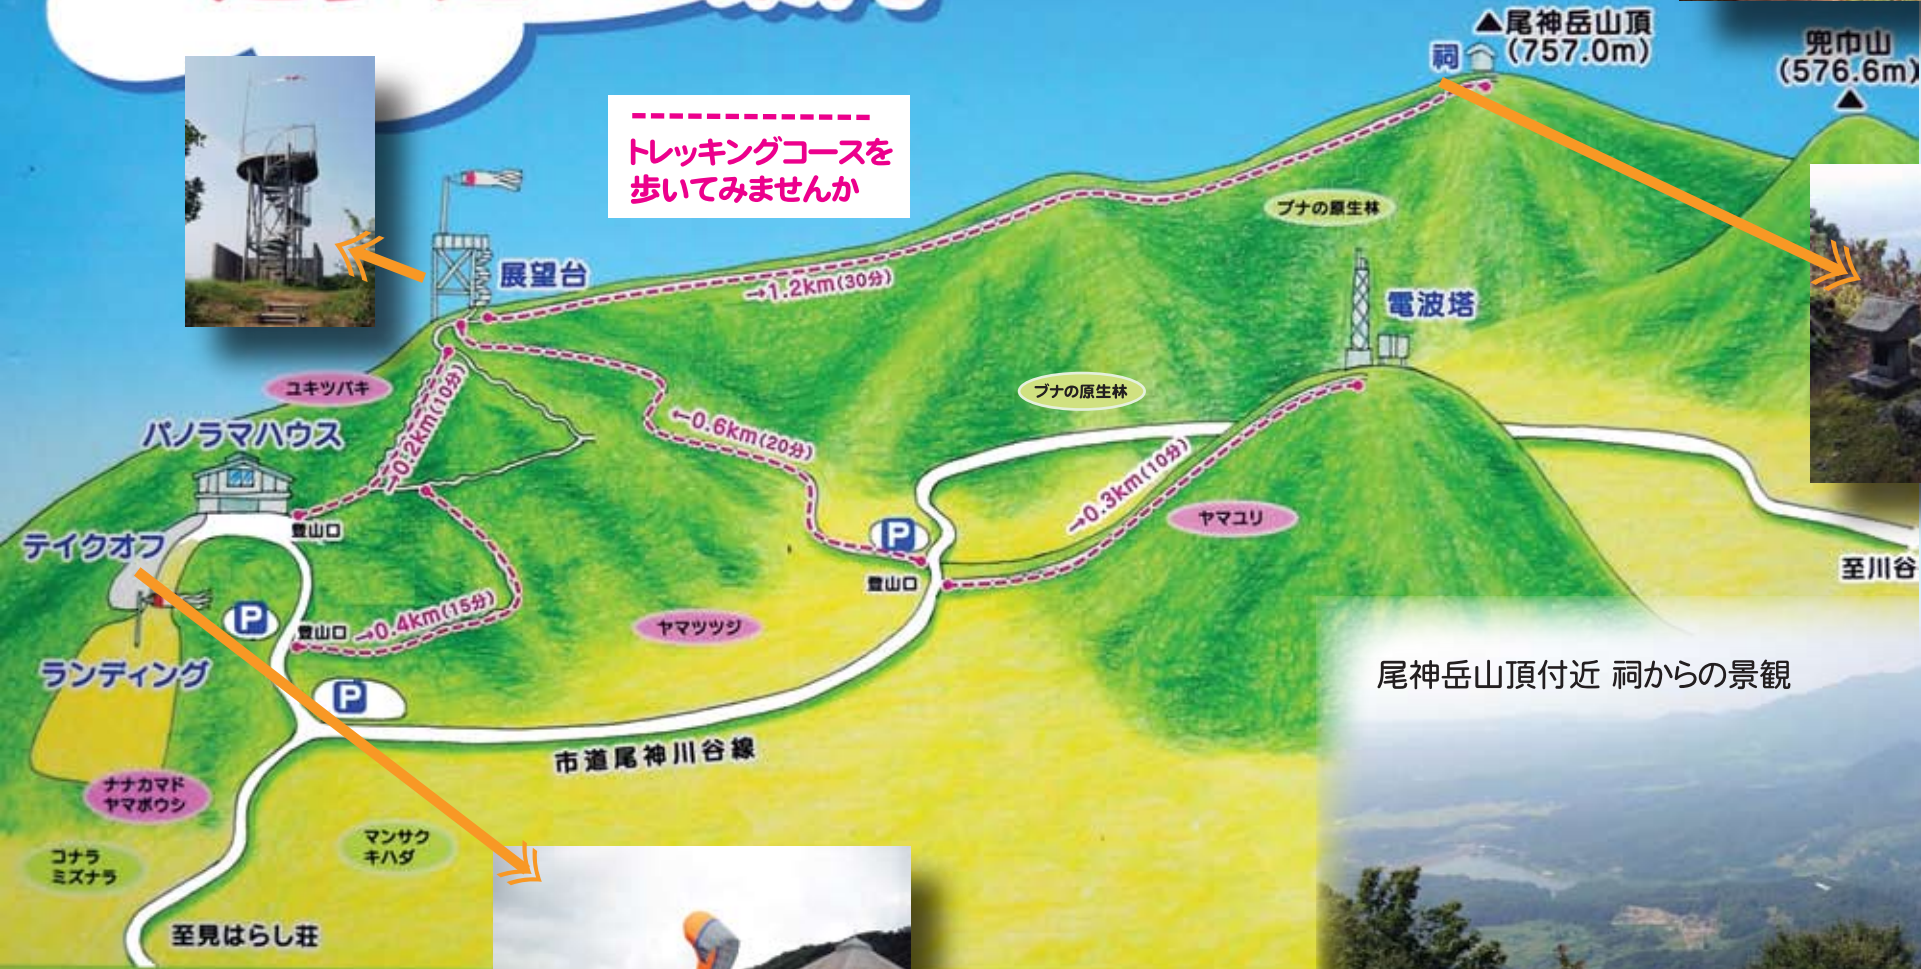 ▲尾神岳山頂
(757.0m)
祠
兜巾山
(576.6m)
▲
トレッキングコースを
歩いてみませんか
ブナの原生林
展望台
→1.2km(30分)
電波塔
ユキツバキ
→0.2km(10分)
ブナの原生林
パノラマハウス
←0.6km(20分)
→0.3km(10分)
ヤマユリ
登山口
テイクオフ
P
至川谷
登山口
P
登山口
→0.4km(15分)
ヤマツツジ
ランディング
P
尾神岳山頂付近 祠からの景観
市道尾神川谷線
ナナカマド
ヤマボウシ
マンサク
キハダ
コナラ
ミズナラ
至見はらし荘